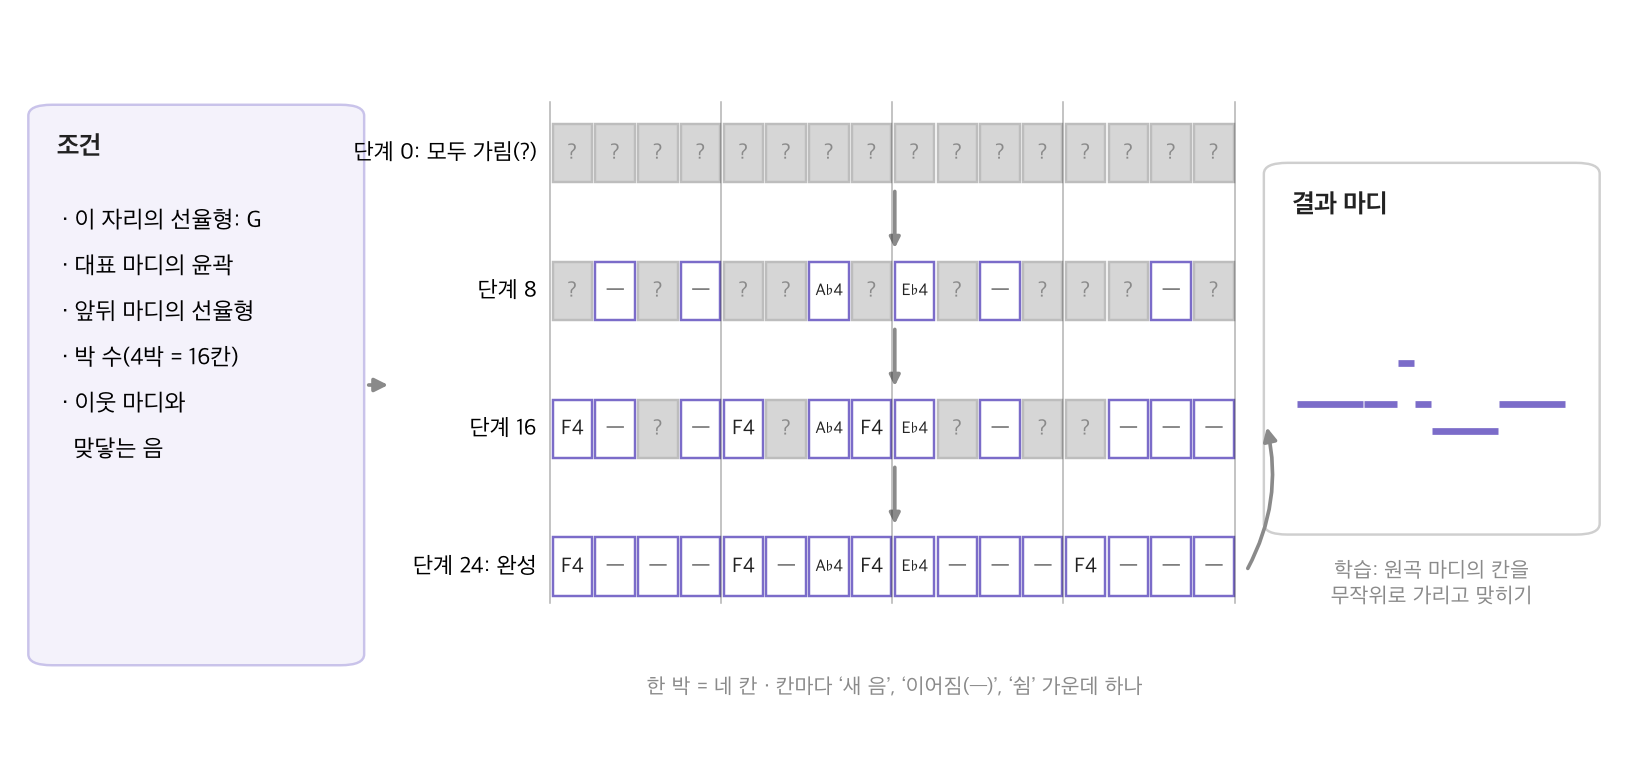 조건
· 이 자리의 선율형: G
· 대표 마디의 윤곽
· 앞뒤 마디의 선율형
· 박 수(4박 = 16칸)
· 이웃 마디와
맞닿는 음
단계 0: 모두 가림(?) ? ? ? ? ? ? ? ? ? ? ? ? ? ? ? ?
단계 8 ? — ? — ? ? A♭4 ? E♭4 ? — ? ? ? — ?
단계 16 F4 — ? — F4 ? A♭4 F4 E♭4 ? — ? ? — — —
단계 24: 완성 F4 — — — F4 — A♭4 F4 E♭4 — — — F4 — — —
한 박 = 네 칸 · 칸마다 ‘새 음’, ‘이어짐(—)’, ‘쉼’ 가운데 하나
결과 마디
학습: 원곡 마디의 칸을
무작위로 가리고 맞히기